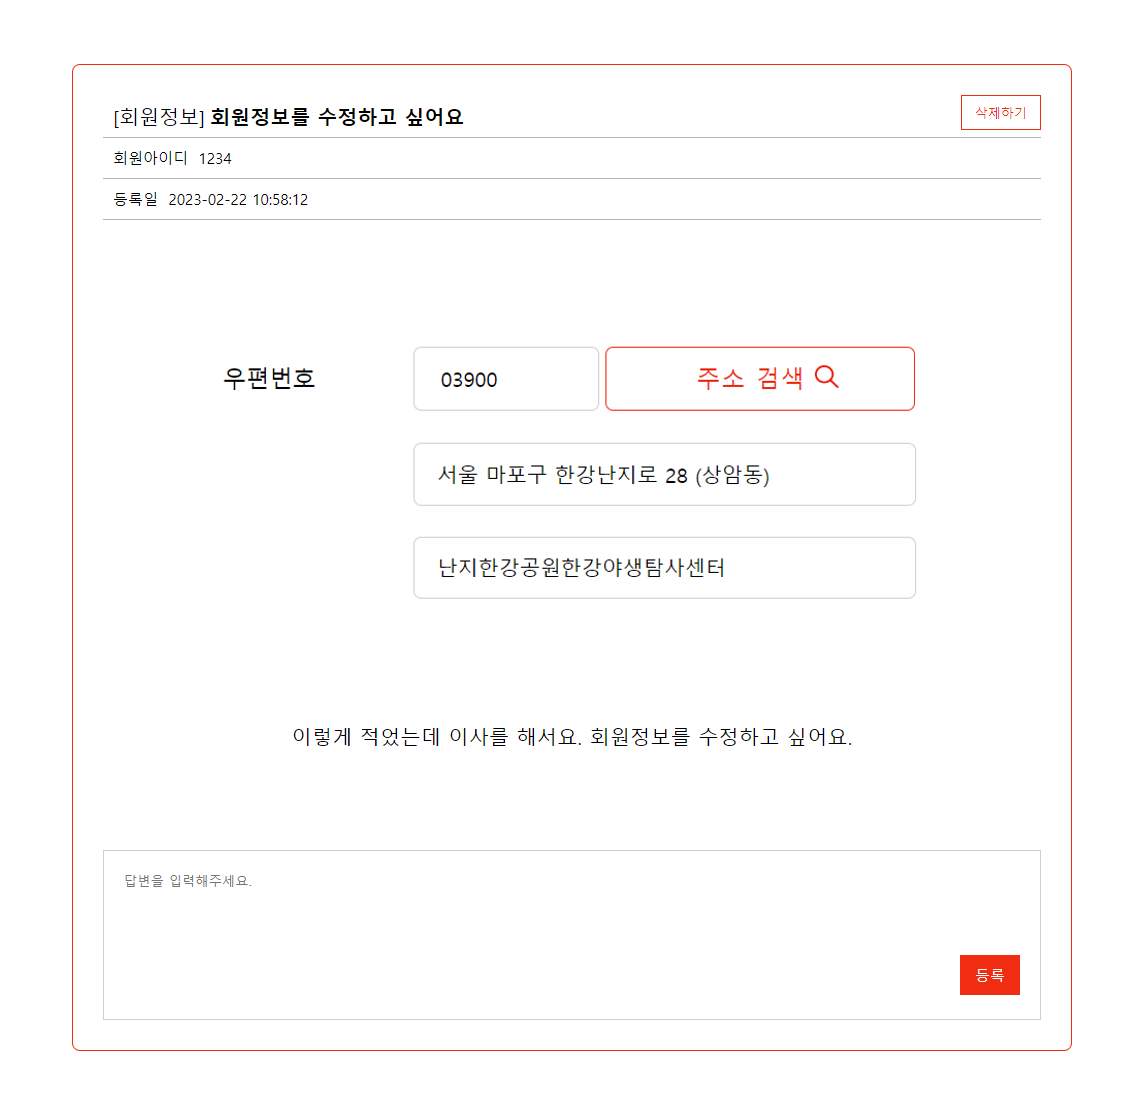 [회원정보] 회원정보를 수정하고 싶어요
삭제하기
회원아이디 1234
등록일 2023-02-22 10:58:12
우편번호 03900 주소 검색
서울 마포구 한강난지로 28 (상암동)
난지한강공원한강야생탐사센터
이렇게 적었는데 이사를 해서요. 회원정보를 수정하고 싶어요.
답변을 입력해주세요.
등록